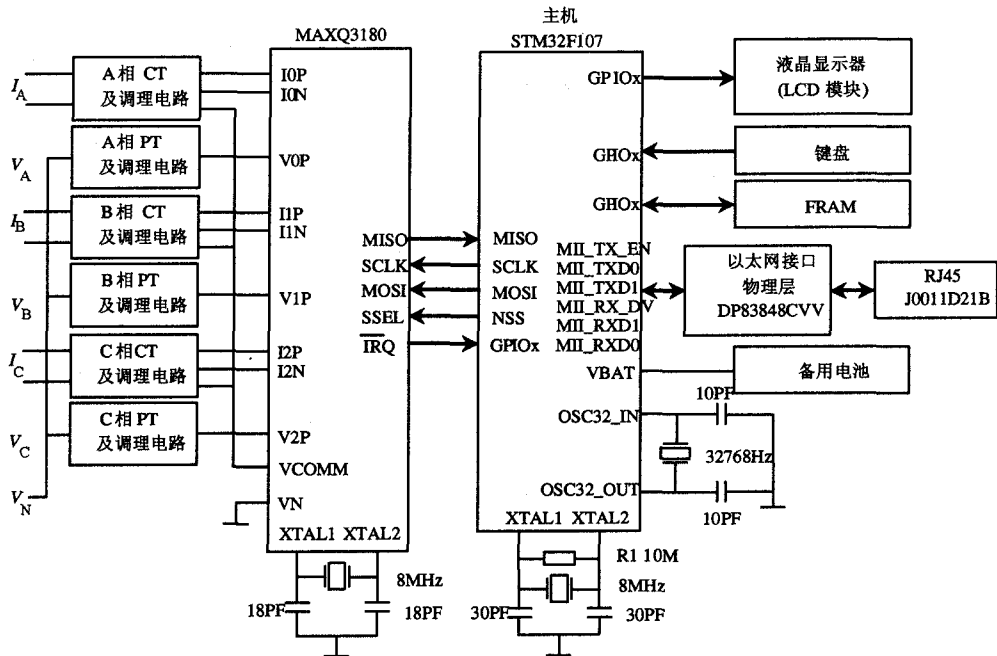 主机
MAXQ3180
STM32F107
I_A
A相 CT
及调理电路
I0P
I0N
V_A
A相 PT
及调理电路
V0P
I_B
B相 CT
及调理电路
I1P
I1N
V_B
B相 PT
及调理电路
V1P
I_C
C相CT
及调理电路
I2P
I2N
V_C
C相 PT
及调理电路
V2P
V_N
VCOMM
VN
XTAL1 XTAL2
8MHz
18PF
18PF
MISO
SCLK
MOSI
SSEL
IRQ
MISO
SCLK
MOSI
NSS
GPIOx
GPIOx
液晶显示器
(LCD 模块)
GHOx
键盘
GHOx
FRAM
MII_TX_EN
MII_TXD0
MII_TXD1
MII_RX_DV
MII_RXD1
MII_RXD0
以太网接口
物理层
DP83848CVV
RJ45
J0011D21B
VBAT
备用电池
10PF
OSC32_IN
32768Hz
OSC32_OUT
10PF
XTAL1 XTAL2
R1 10M
8MHz
30PF
30PF